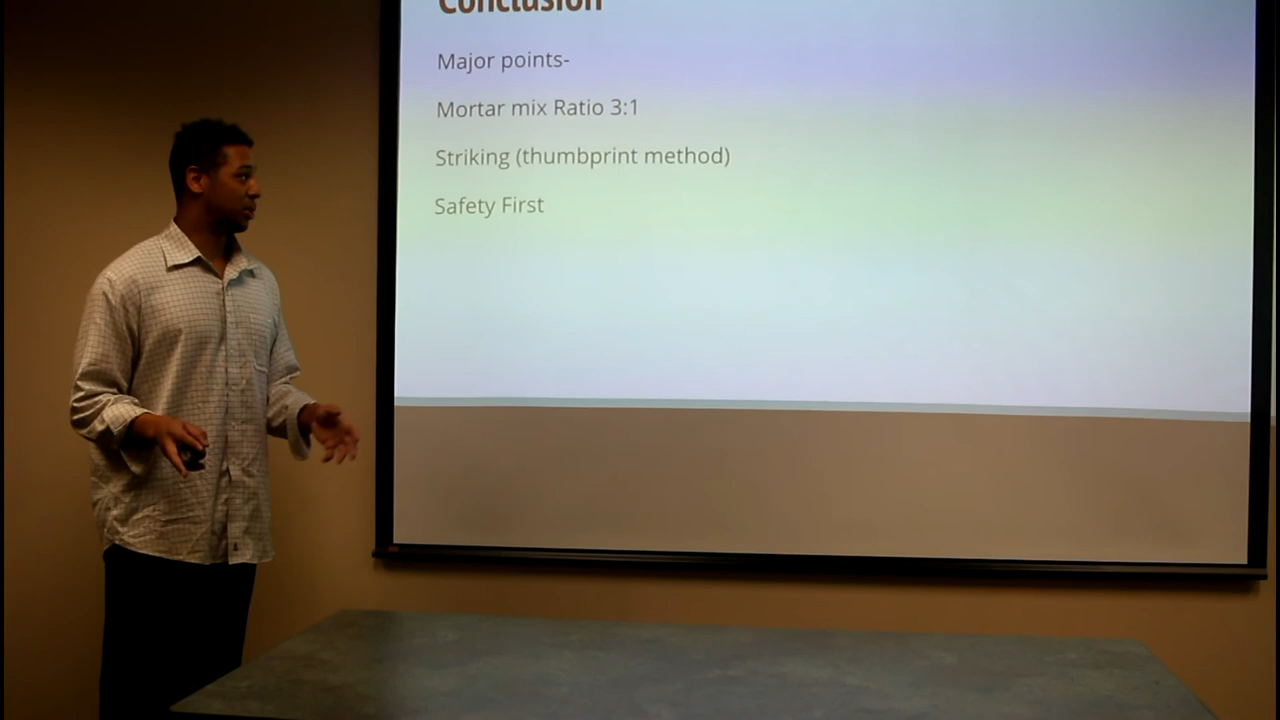 Conclusion
Major points-
Mortar mix Ratio 3:1
Striking (thumbprint method)
Safety First